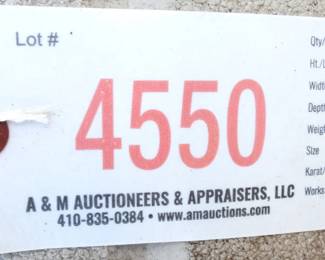 Lot #
Qty/
Ht./L
4550
Width
Depth
Weigh
Size
Karat/
Works
A & M AUCTIONEERS & APPRAISERS, LLC
410-835-0384 • www.amauctions.com